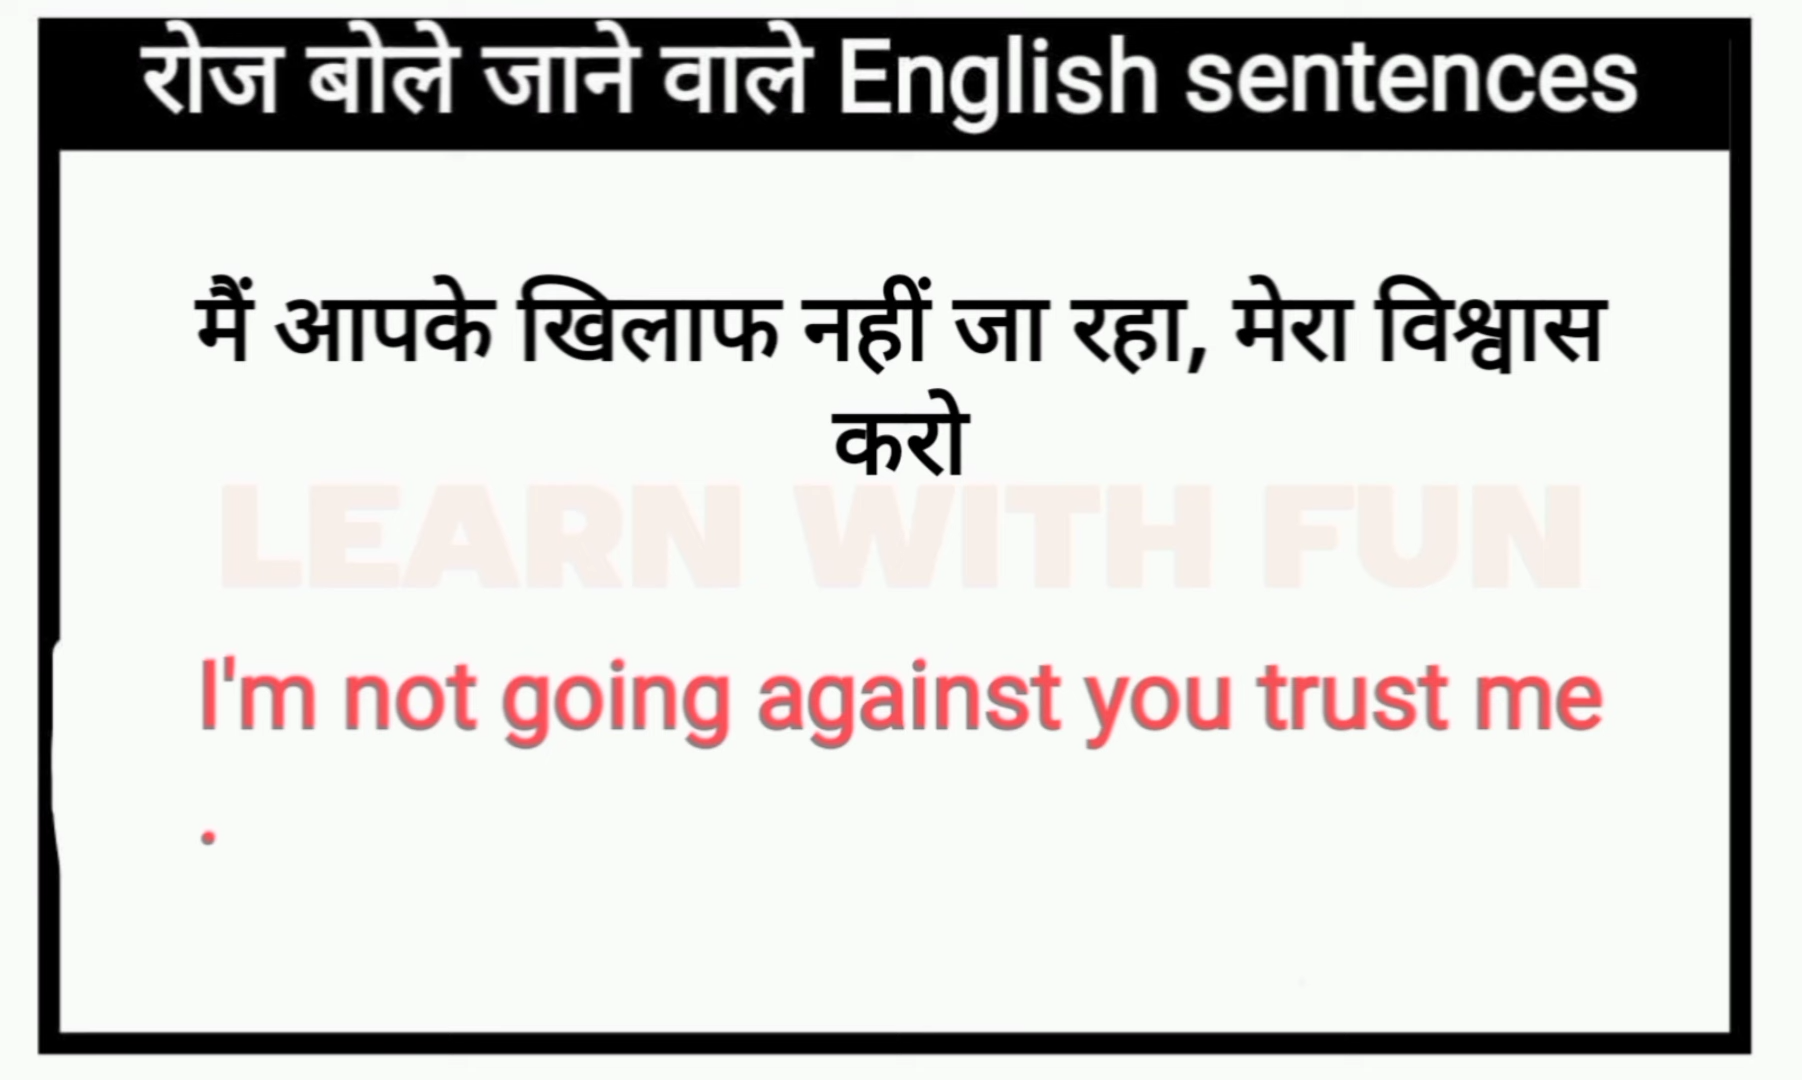 रोज बोले जाने वाले English sentences
मैं आपके खिलाफ नहीं जा रहा, मेरा विश्वास
करो
LEARN WITH FUN
I'm not going against you trust me
.